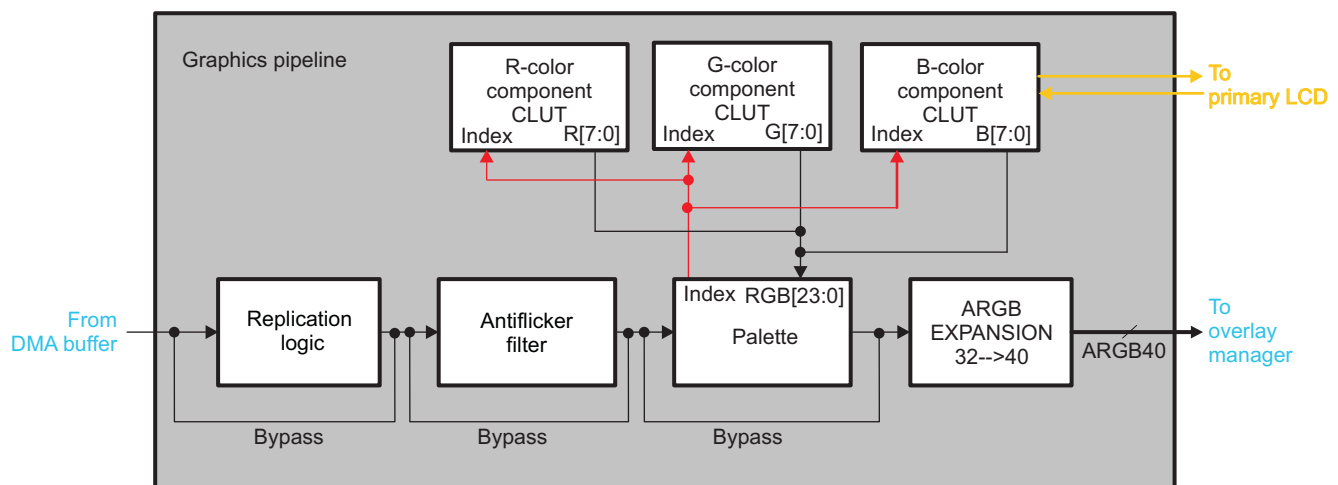 Graphics pipeline
R-color
component
CLUT
Index R[7:0]
G-color
component
CLUT
Index G[7:0]
B-color
component
CLUT
Index B[7:0]
To
primary LCD
From
DMA buffer
Replication
logic
Antiflicker
filter
Index RGB[23:0]
Palette
ARGB
EXPANSION
32-->40
ARGB40
To
overlay
manager
Bypass
Bypass
Bypass